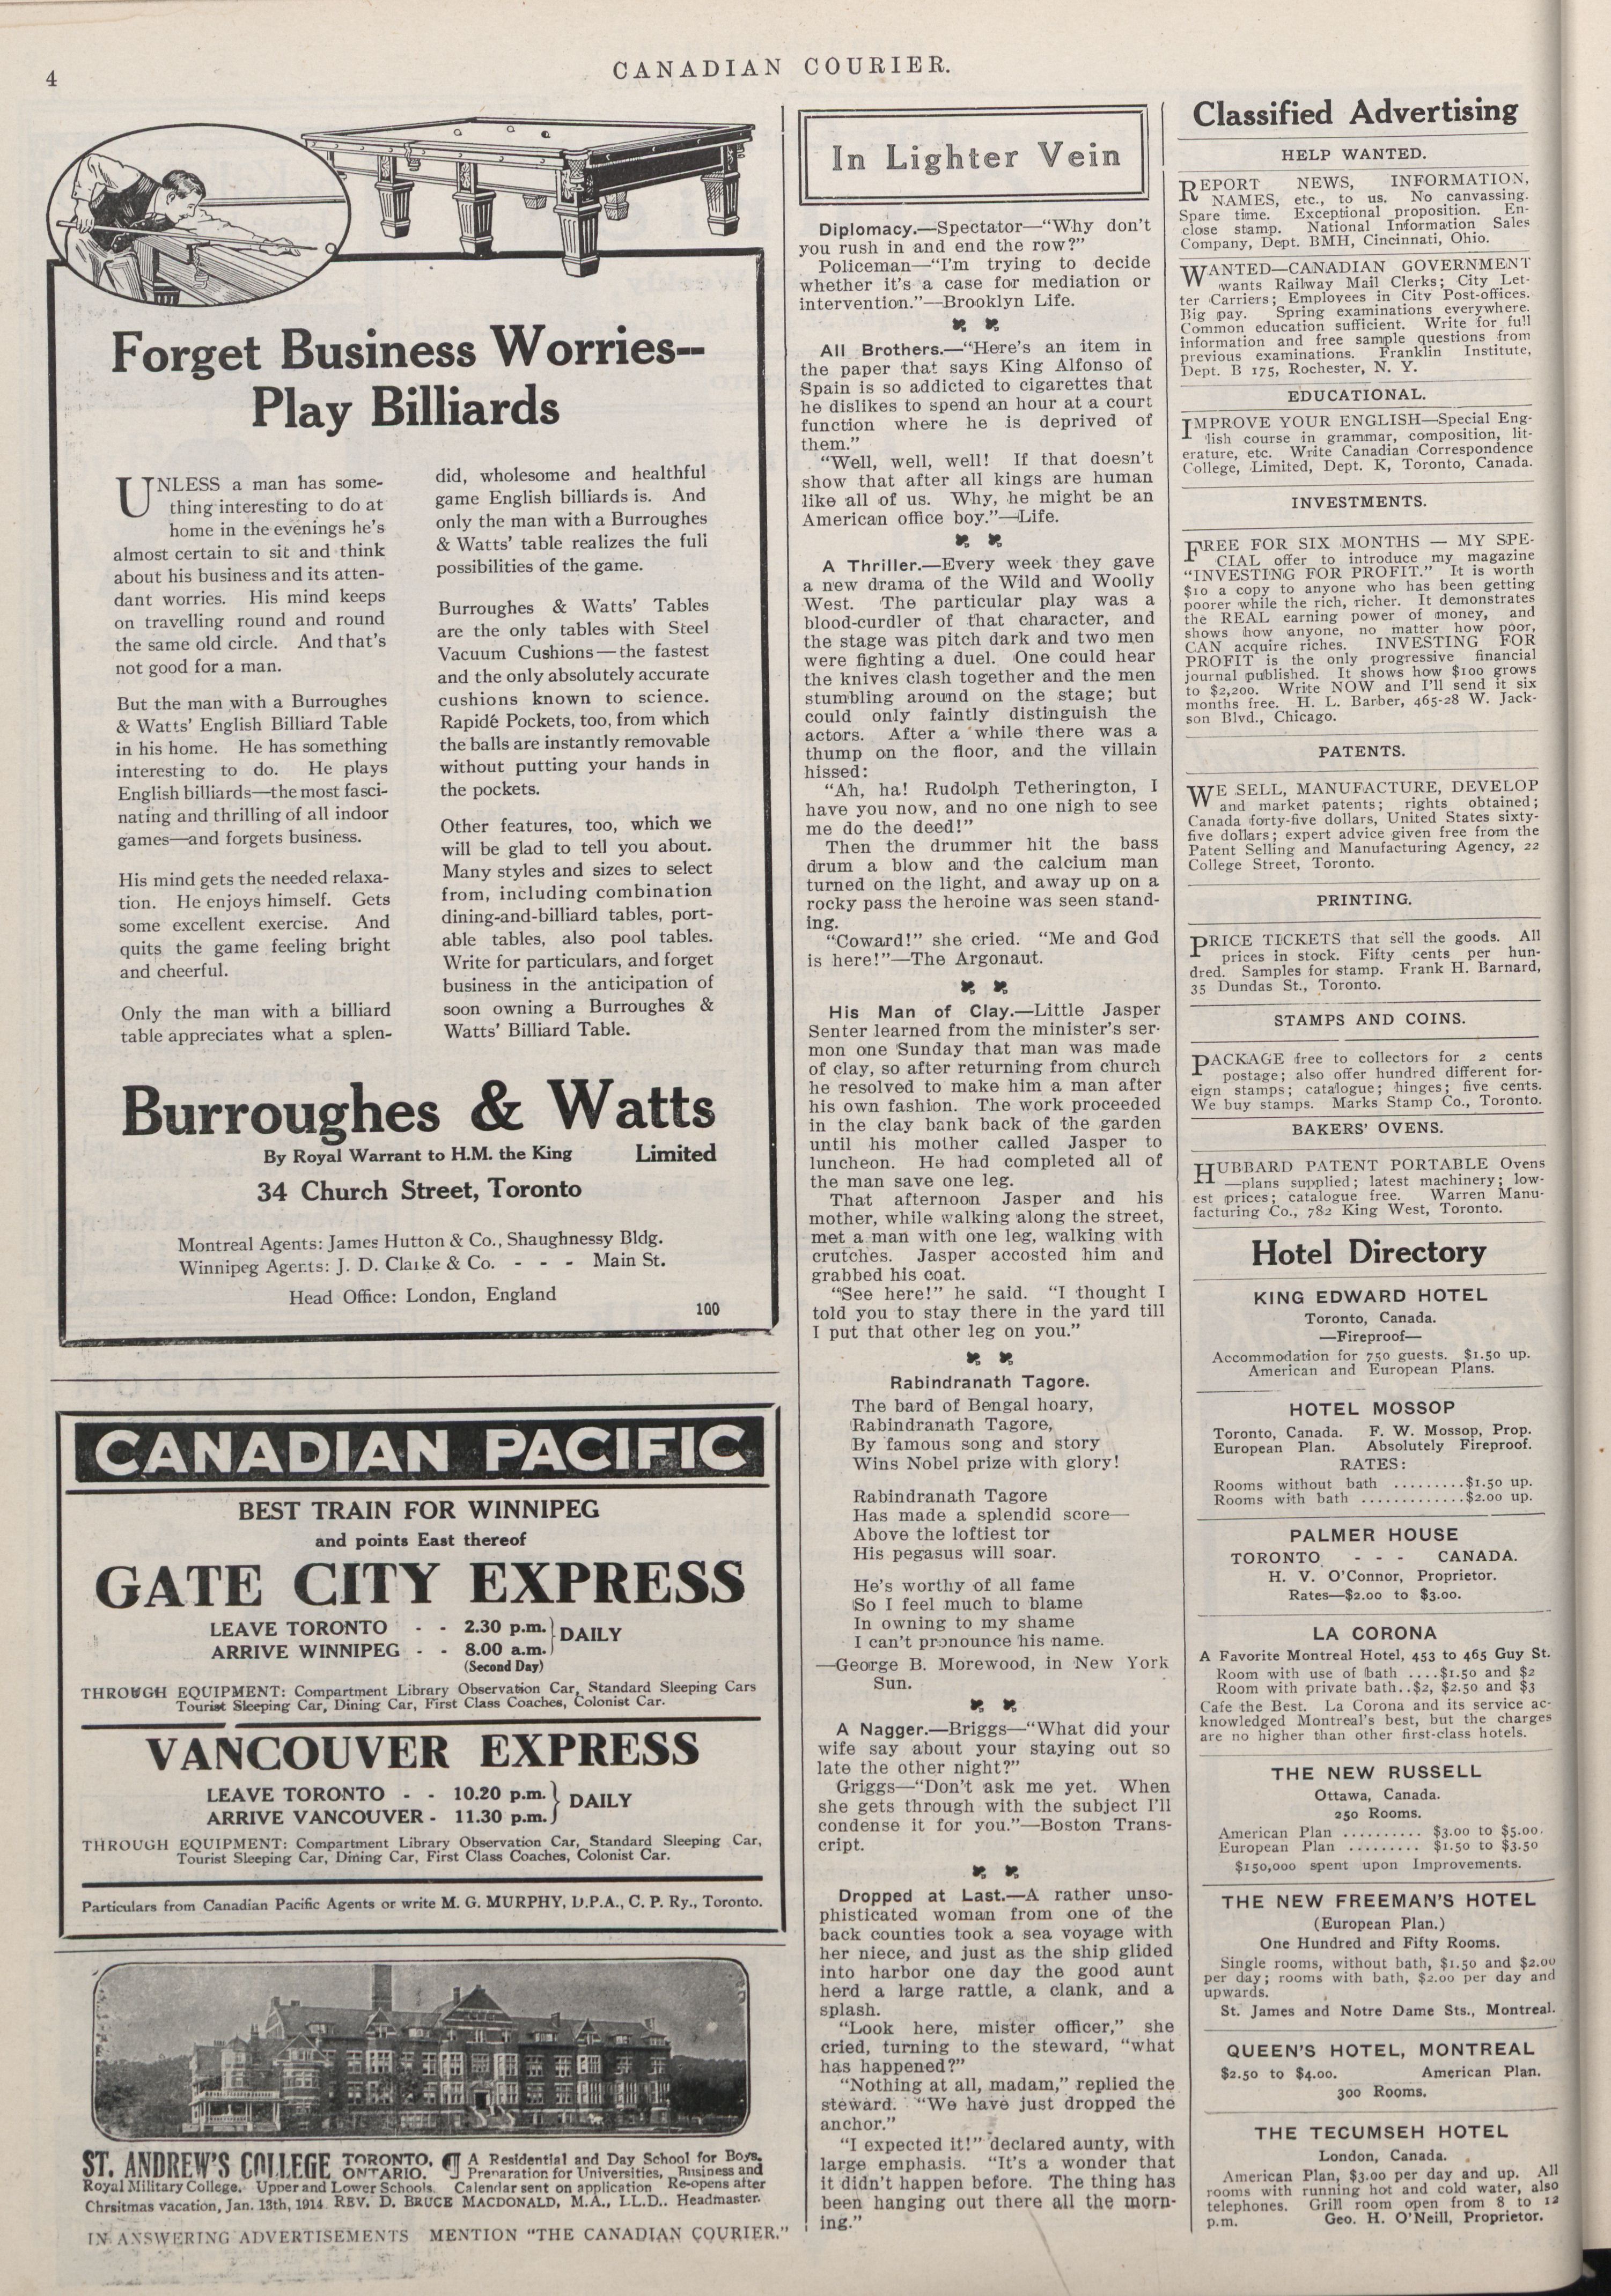 4
CANADIAN COURIER.
Forget Business Worries--
Play Billiards
UNLESS a man has some-
thing interesting to do at
home in the evenings he's
almost certain to sit and think
about his business and its atten-
dant worries. His mind keeps
on travelling round and round
the same old circle. And that's
not good for a man.
But the man with a Burroughes
& Watts' English Billiard Table
in his home. He has something
interesting to do. He plays
English billiards—the most fasci-
nating and thrilling of all indoor
games—and forgets business.
His mind gets the needed relaxa-
tion. He enjoys himself. Gets
some excellent exercise. And
quits the game feeling bright
and cheerful.
Only the man with a billiard
table appreciates what a splen-
did, wholesome and healthful
game English billiards is. And
only the man with a Burroughes
& Watts' table realizes the full
possibilities of the game.
Burroughes & Watts' Tables
are the only tables with Steel
Vacuum Cushions—the fastest
and the only absolutely accurate
cushions known to science.
Rapidé Pockets, too, from which
the balls are instantly removable
without putting your hands in
the pockets.
Other features, too, which we
will be glad to tell you about.
Many styles and sizes to select
from, including combination
dining-and-billiard tables, port-
able tables, also pool tables.
Write for particulars, and forget
business in the anticipation of
soon owning a Burroughes &
Watts' Billiard Table.
Burroughes & Watts
By Royal Warrant to H.M. the King Limited
34 Church Street, Toronto
Montreal Agents: James Hutton & Co., Shaughnessy Bldg.
Winnipeg Agents: J. D. Clarke & Co. - - - Main St.
Head Office: London, England
100
CANADIAN PACIFIC
BEST TRAIN FOR WINNIPEG
and points East thereof
GATE CITY EXPRESS
LEAVE TORONTO - - 2.30 p.m.
ARRIVE WINNIPEG - - 8.00 a.m.
DAILY
(Second Day)
THROUGH EQUIPMENT: Compartment Library Observation Car, Standard Sleeping Cars
Tourist Sleeping Car, Dining Car, First Class Coaches, Colonist Car.
VANCOUVER EXPRESS
LEAVE TORONTO - - 10.20 p.m.
ARRIVE VANCOUVER - 11.30 p.m.
DAILY
THROUGH EQUIPMENT: Compartment Library Observation Car, Standard Sleeping Car,
Tourist Sleeping Car, Dining Car, First Class Coaches, Colonist Car.
Particulars from Canadian Pacific Agents or write M. G. MURPHY, D.P.A., C. P. Ry., Toronto.
ST. ANDREW'S COLLEGE TORONTO, ONTARIO. ¶ A Residential and Day School for Boys.
Preparation for Universities, Business and
Royal Military College. Upper and Lower Schools. Calendar sent on application Re-opens after
Chrsitmas vacation, Jan. 13th, 1914. REV. D. BRUCE MACDONALD, M.A., LL.D., Headmaster.
IN ANSWERING ADVERTISEMENTS MENTION "THE CANADIAN COURIER."
In Lighter Vein
Diplomacy.—Spectator—"Why don't
you rush in and end the row?"
Policeman—"I'm trying to decide
whether it's a case for mediation or
intervention."—Brooklyn Life.
All Brothers.—"Here's an item in
the paper that says King Alfonso of
Spain is so addicted to cigarettes that
he dislikes to spend an hour at a court
function where he is deprived of
them."
"Well, well, well! If that doesn't
show that after all kings are human
like all of us. Why, he might be an
American office boy."—Life.
A Thriller.—Every week they gave
a new drama of the Wild and Woolly
West. The particular play was a
blood-curdler of that character, and
the stage was pitch dark and two men
were fighting a duel. One could hear
the knives clash together and the men
stumbling around on the stage; but
could only faintly distinguish the
actors. After a while there was a
thump on the floor, and the villain
hissed:
"Ah, ha! Rudolph Tetherington, I
have you now, and no one nigh to see
me do the deed!"
Then the drummer hit the bass
drum a blow and the calcium man
turned on the light, and away up on a
rocky pass the heroine was seen stand-
ing.
"Coward!" she cried. "Me and God
is here!"—The Argonaut.
His Man of Clay.—Little Jasper
Senter learned from the minister's ser-
mon one Sunday that man was made
of clay, so after returning from church
he resolved to make him a man after
his own fashion. The work proceeded
in the clay bank back of the garden
until his mother called Jasper to
luncheon. He had completed all of
the man save one leg.
That afternoon Jasper and his
mother, while walking along the street,
met a man with one leg, walking with
crutches. Jasper accosted him and
grabbed his coat.
"See here!" he said. "I thought I
told you to stay there in the yard till
I put that other leg on you."
Rabindranath Tagore.
The bard of Bengal hoary,
Rabindranath Tagore,
By famous song and story
Wins Nobel prize with glory!
Rabindranath Tagore
Has made a splendid score—
Above the loftiest tor
His pegasus will soar.
He's worthy of all fame
So I feel much to blame
In owning to my shame
I can't pronounce his name.
—George B. Morewood, in New York
Sun.
A Nagger.—Briggs—"What did your
wife say about your staying out so
late the other night?"
Griggs—"Don't ask me yet. When
she gets through with the subject I'll
condense it for you."—Boston Trans-
cript.
Dropped at Last.—A rather unso-
phisticated woman from one of the
back counties took a sea voyage with
her niece, and just as the ship glided
into harbor one day the good aunt
herd a large rattle, a clank, and a
splash.
"Look here, mister officer," she
cried, turning to the steward, "what
has happened?"
"Nothing at all, madam," replied the
steward. "We have just dropped the
anchor."
"I expected it!" declared aunty, with
large emphasis. "It's a wonder that
it didn't happen before. The thing has
been hanging out there all the morn-
ing."
Classified Advertising
HELP WANTED.
REPORT NEWS, INFORMATION,
NAMES, etc., to us. No canvassing.
Spare time. Exceptional proposition. En-
close stamp. National Information Sales
Company, Dept. BMH, Cincinnati, Ohio.
WANTED—CANADIAN GOVERNMENT
wants Railway Mail Clerks; City Let-
ter Carriers; Employees in City Post-offices.
Big pay. Spring examinations everywhere.
Common education sufficient. Write for full
information and free sample questions from
previous examinations. Franklin Institute,
Dept. B 175, Rochester, N. Y.
EDUCATIONAL.
IMPROVE YOUR ENGLISH—Special Eng-
lish course in grammar, composition, lit-
erature, etc. Write Canadian Correspondence
College, Limited, Dept. K, Toronto, Canada.
INVESTMENTS.
FREE FOR SIX MONTHS — MY SPE-
CIAL offer to introduce my magazine
"INVESTING FOR PROFIT." It is worth
$10 a copy to anyone who has been getting
poorer while the rich, richer. It demonstrates
the REAL earning power of money, and
shows how anyone, no matter how poor,
CAN acquire riches. INVESTING FOR
PROFIT is the only progressive financial
journal published. It shows how $100 grows
to $2,200. Write NOW and I'll send it six
months free. H. L. Barber, 465-28 W. Jack-
son Blvd., Chicago.
PATENTS.
WE SELL, MANUFACTURE, DEVELOP
and market patents; rights obtained;
Canada forty-five dollars, United States sixty-
five dollars; expert advice given free from the
Patent Selling and Manufacturing Agency, 22
College Street, Toronto.
PRINTING.
PRICE TICKETS that sell the goods. All
prices in stock. Fifty cents per hun-
dred. Samples for stamp. Frank H. Barnard,
35 Dundas St., Toronto.
STAMPS AND COINS.
PACKAGE free to collectors for 2 cents
postage; also offer hundred different for-
eign stamps; catalogue; hinges; five cents.
We buy stamps. Marks Stamp Co., Toronto.
BAKERS' OVENS.
HUBBARD PATENT PORTABLE Ovens
—plans supplied; latest machinery; low-
est prices; catalogue free. Warren Manu-
facturing Co., 782 King West, Toronto.
Hotel Directory
KING EDWARD HOTEL
Toronto, Canada.
—Fireproof—
Accommodation for 750 guests. $1.50 up.
American and European Plans.
HOTEL MOSSOP
Toronto, Canada. F. W. Mossop, Prop.
European Plan. Absolutely Fireproof.
RATES:
Rooms without bath .........$1.50 up.
Rooms with bath .............$2.00 up.
PALMER HOUSE
TORONTO - - - CANADA.
H. V. O'Connor, Proprietor.
Rates—$2.00 to $3.00.
LA CORONA
A Favorite Montreal Hotel, 453 to 465 Guy St.
Room with use of bath ....$1.50 and $2
Room with private bath..$2, $2.50 and $3
Cafe the Best. La Corona and its service ac-
knowledged Montreal's best, but the charges
are no higher than other first-class hotels.
THE NEW RUSSELL
Ottawa, Canada.
250 Rooms.
American Plan .......... $3.00 to $5.00.
European Plan ......... $1.50 to $3.50
$150,000 spent upon Improvements.
THE NEW FREEMAN'S HOTEL
(European Plan.)
One Hundred and Fifty Rooms.
Single rooms, without bath, $1.50 and $2.00
per day; rooms with bath, $2.00 per day and
upwards.
St. James and Notre Dame Sts., Montreal.
QUEEN'S HOTEL, MONTREAL
$2.50 to $4.00. American Plan.
300 Rooms.
THE TECUMSEH HOTEL
London, Canada.
American Plan, $3.00 per day and up. All
rooms with running hot and cold water, also
telephones. Grill room open from 8 to 12
p.m. Geo. H. O'Neill, Proprietor.